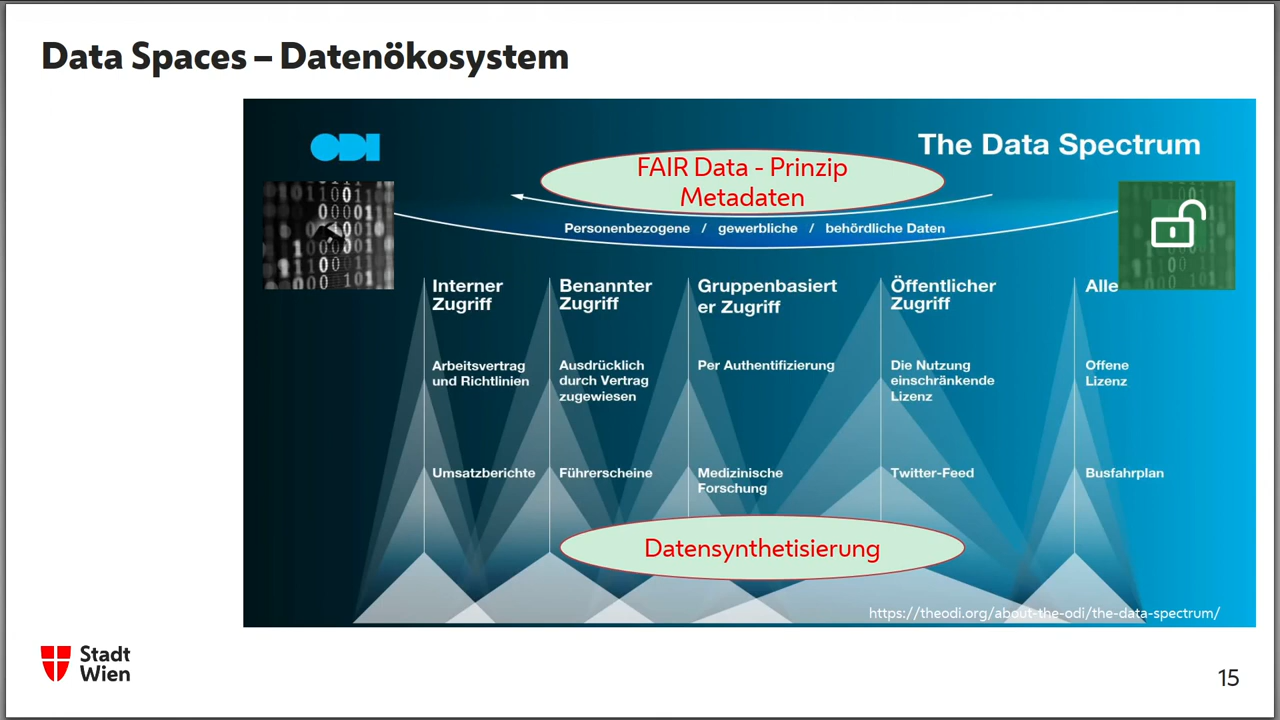 Data Spaces – Datenökosystem
ODI
The Data Spectrum
FAIR Data - Prinzip
Metadaten
Personenbezogene / gewerbliche / behördliche Daten
Interner
Zugriff
Arbeitsvertrag
und Richtlinien
Umsatzberichte
Benannter
Zugriff
Ausdrücklich
durch Vertrag
zugewiesen
Führerscheine
Gruppenbasiert
er Zugriff
Per Authentifizierung
Medizinische
Forschung
Öffentlicher
Zugriff
Die Nutzung
einschränkende
Lizenz
Twitter-Feed
Alle
Offene
Lizenz
Busfahrplan
Datensynthetisierung
https://theodi.org/about-the-odi/the-data-spectrum/
Stadt
Wien
15